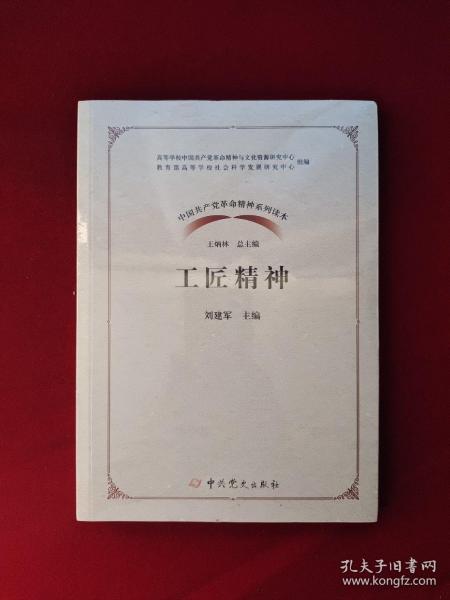 高等学校中国共产党革命精神与文化资源研究中心
教育部高等学校社会科学发展研究中心 组编
中国共产党革命精神系列读本
王炳林 总主编
工匠精神
刘建军 主编
中共党史出版社
孔夫子旧书网
www.kongfz.com